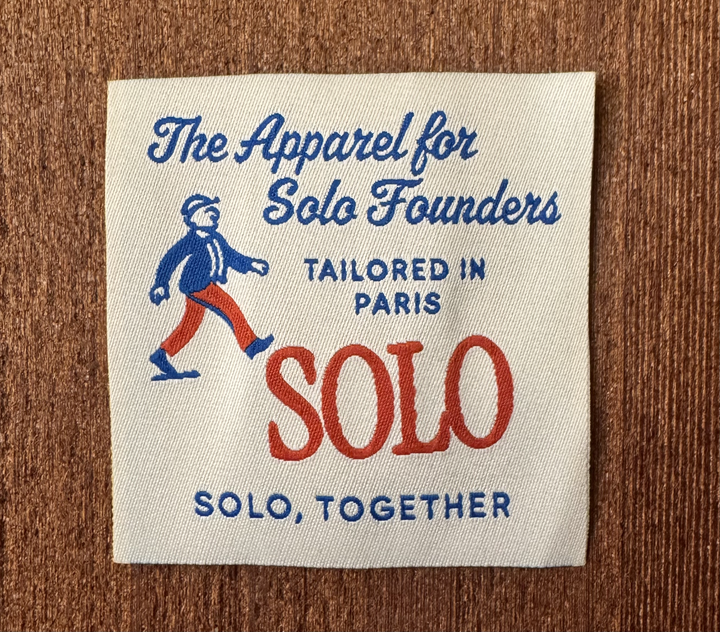 The Apparel for
Solo Founders
TAILORED IN
PARIS
SOLO
SOLO, TOGETHER